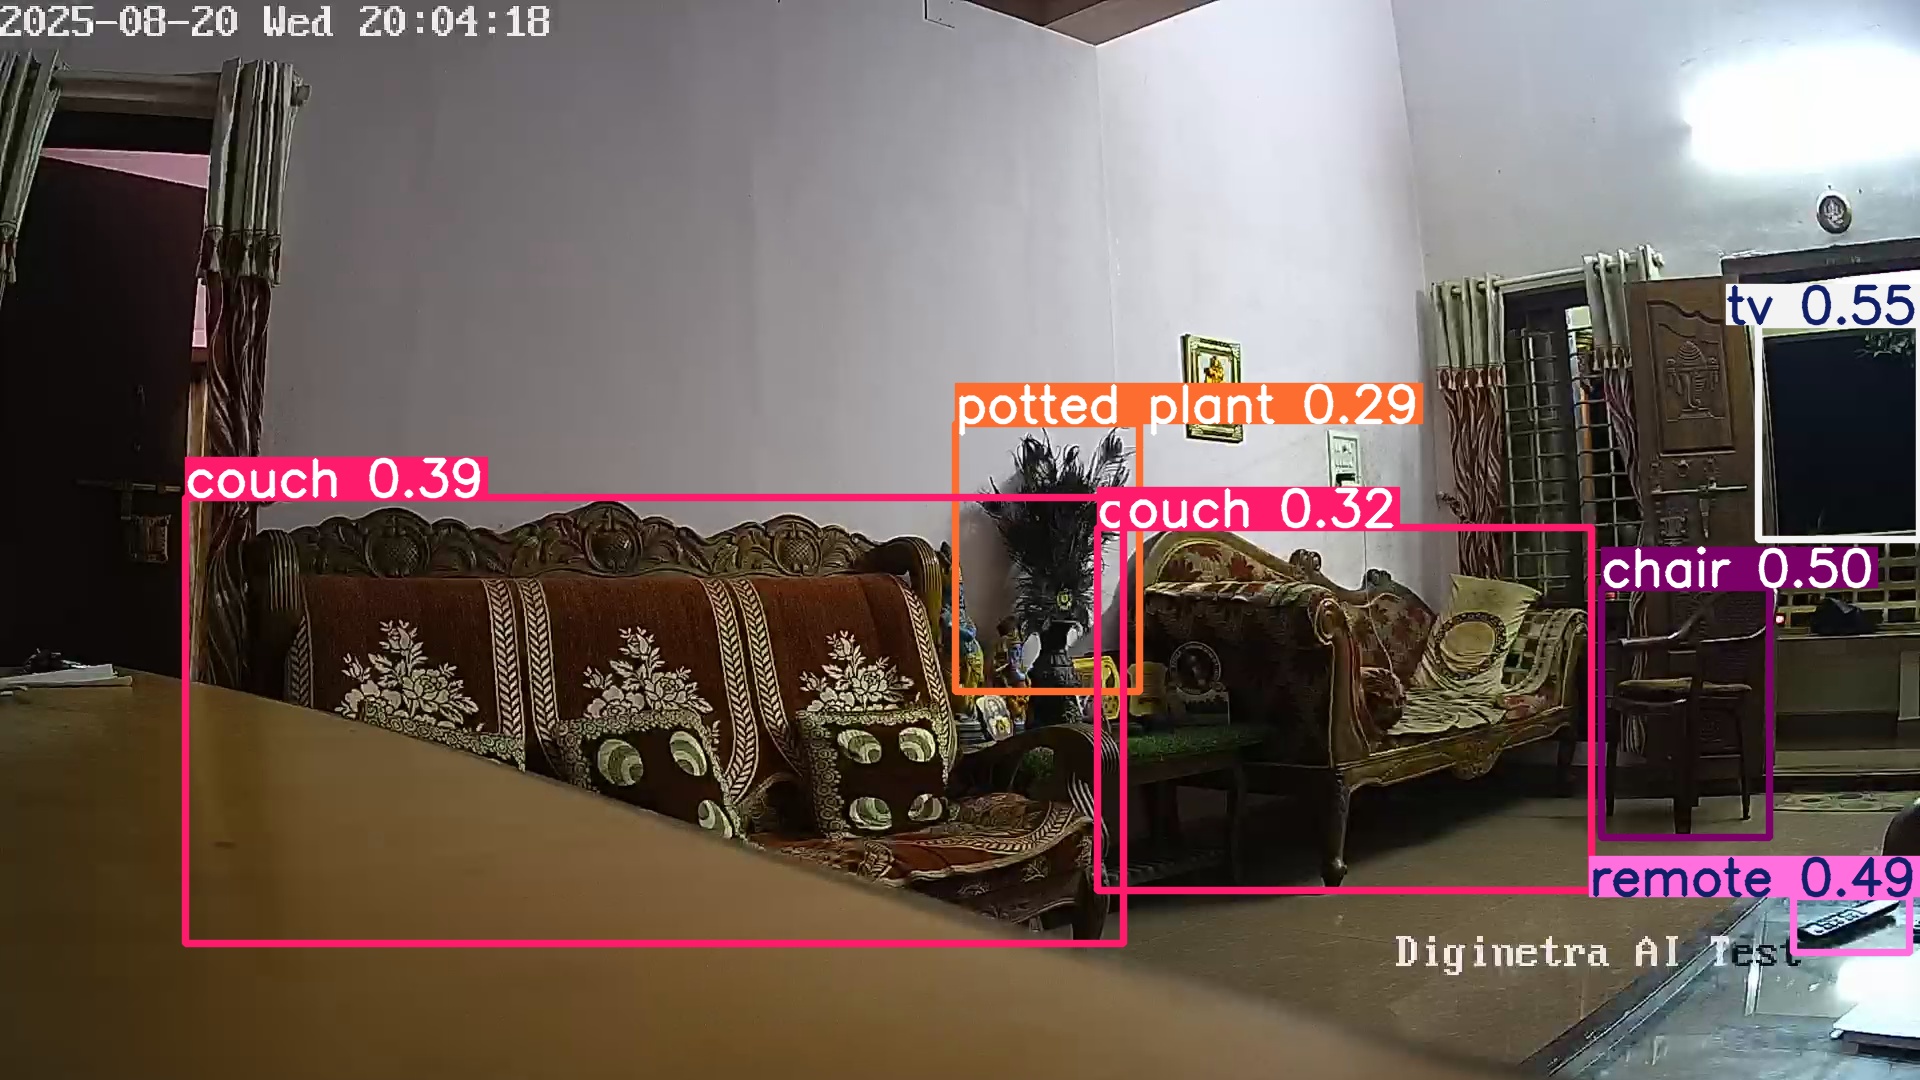 2025-08-20 Wed 20:04:18
tv 0.55
potted plant 0.29
couch 0.39
couch 0.32
chair 0.50
remote 0.49
Diginetra AI Test